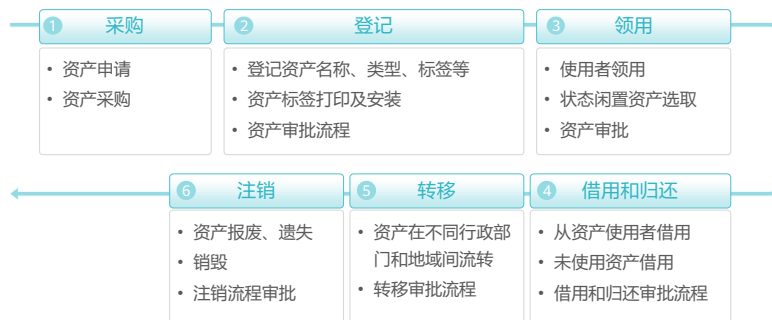 1 采购
• 资产申请
• 资产采购
2 登记
• 登记资产名称、类型、标签等
• 资产标签打印及安装
• 资产审批流程
3 领用
• 使用者领用
• 状态闲置资产选取
• 资产审批
4 借用和归还
• 从资产使用者借用
• 未使用资产借用
• 借用和归还审批流程
5 转移
• 资产在不同行政部
门和地域间流转
• 转移审批流程
6 注销
• 资产报废、遗失
• 销毁
• 注销流程审批